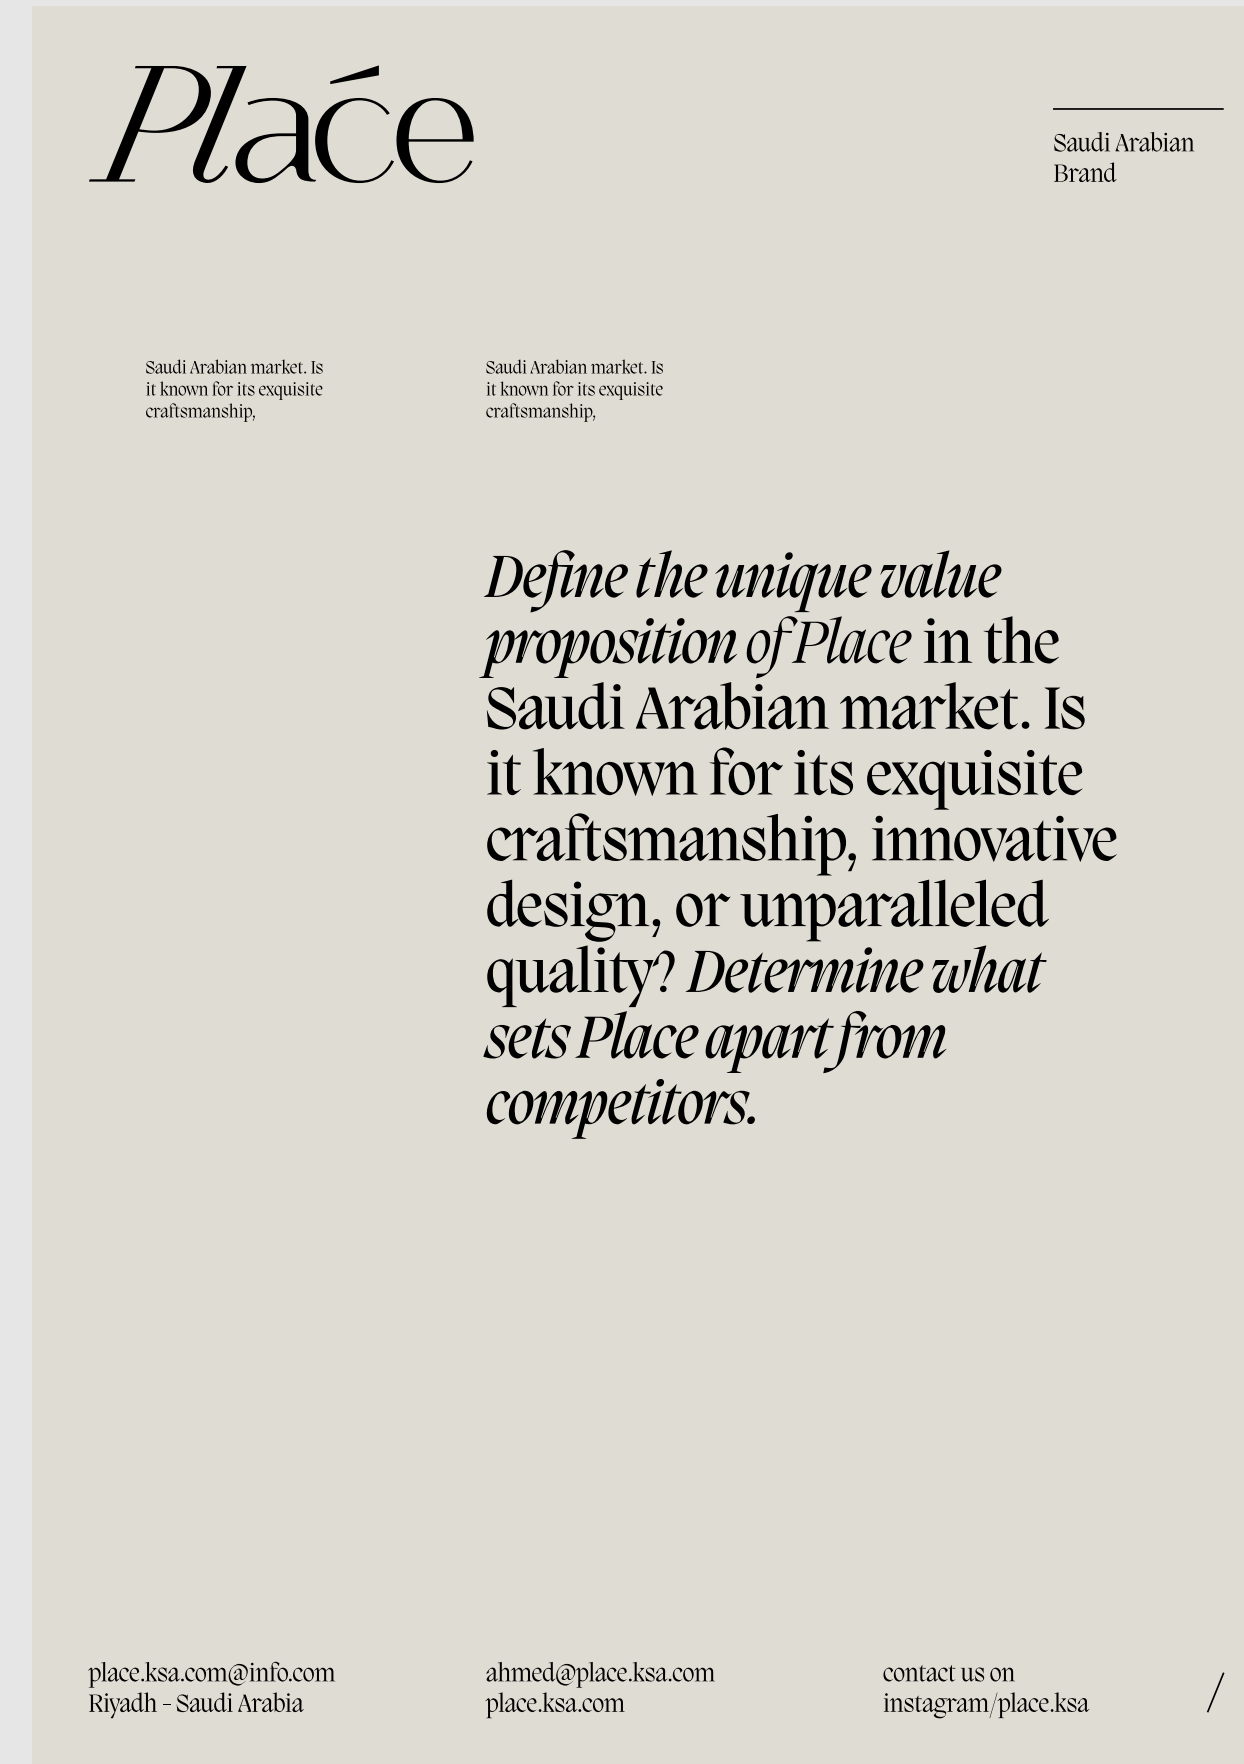 Plaće
Saudi Arabian
Brand
Saudi Arabian market. Is
it known for its exquisite
craftsmanship,
Saudi Arabian market. Is
it known for its exquisite
craftsmanship,
Define the unique value
proposition of Place in the
Saudi Arabian market. Is
it known for its exquisite
craftsmanship, innovative
design, or unparalleled
quality? Determine what
sets Place apart from
competitors.
place.ksa.com@info.com
Riyadh - Saudi Arabia
ahmed@place.ksa.com
place.ksa.com
contact us on
instagram/place.ksa
/